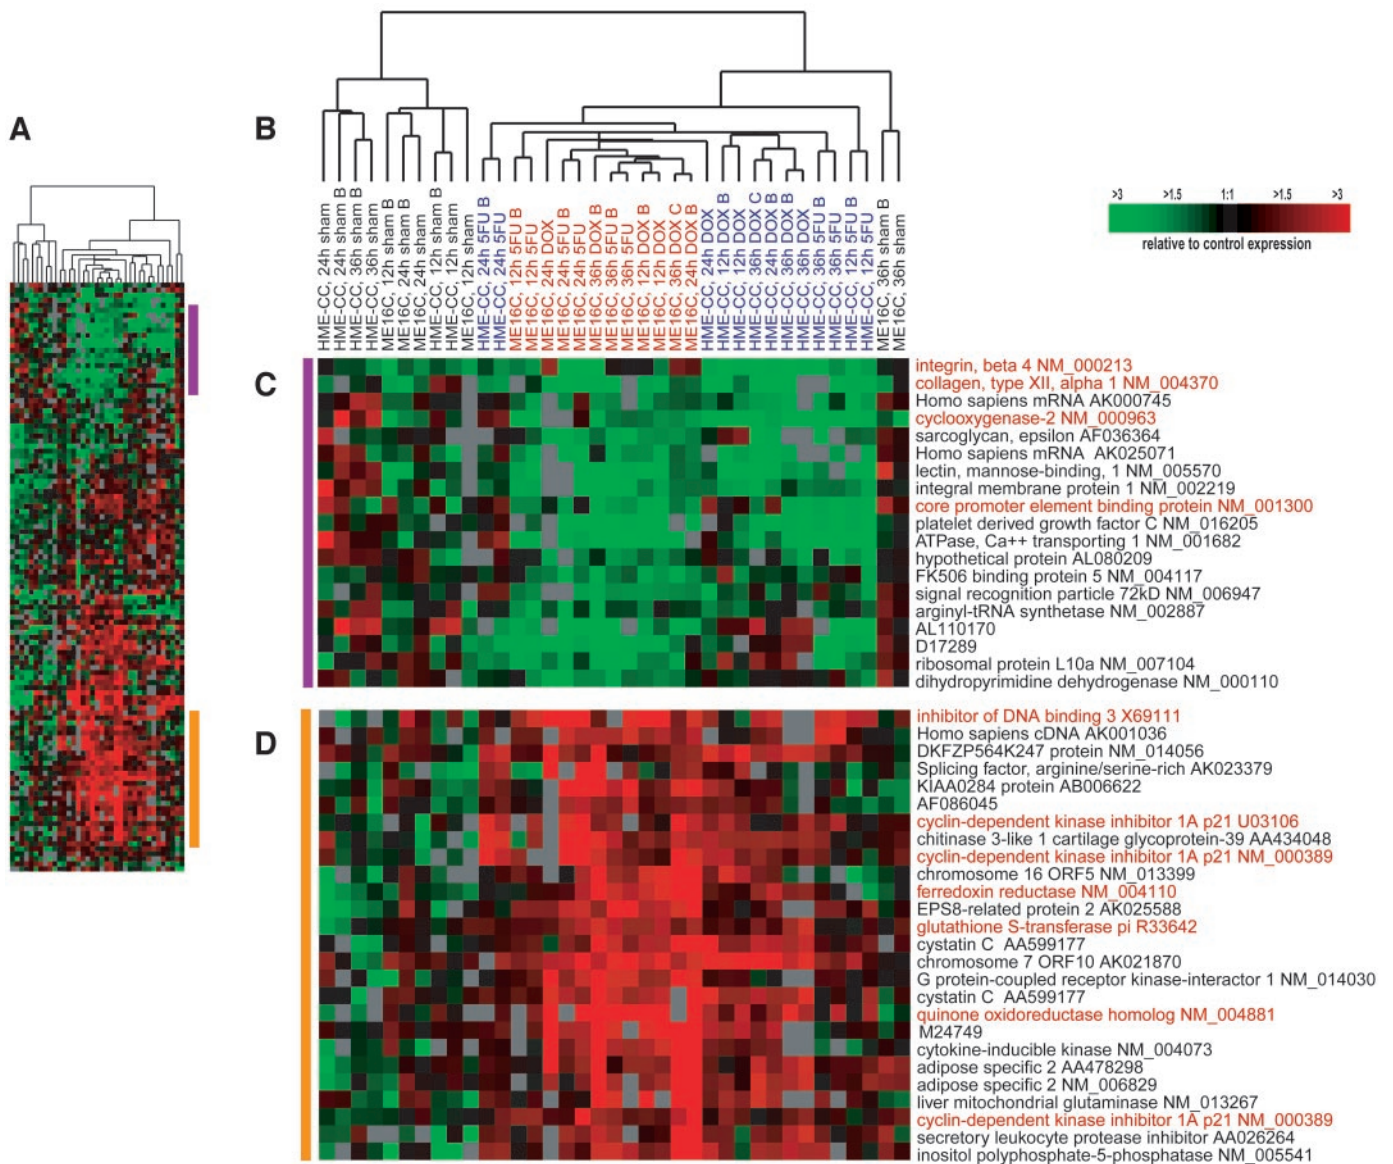 A
B
>3 >1.5 1:1 >1.5 >3
relative to control expression
HME-CC, 24h sham
HME-CC, 24h sham B
HME-CC, 36h sham B
HME-CC, 36h sham
ME16C, 12h sham B
ME16C, 24h sham B
ME16C, 24h sham
HME-CC, 12h sham B
HME-CC, 12h sham
ME16C, 12h sham
HME-CC, 24h 5FU B
HME-CC, 24h 5FU
ME16C, 12h 5FU B
ME16C, 12h 5FU
ME16C, 24h DOX
ME16C, 24h 5FU B
ME16C, 24h 5FU
ME16C, 36h DOX B
ME16C, 36h 5FU B
ME16C, 36h 5FU
ME16C, 12h DOX B
ME16C, 12h DOX
ME16C, 36h DOX C
ME16C, 24h DOX B
HME-CC, 24h DOX
HME-CC, 12h DOX B
HME-CC, 12h DOX
HME-CC, 36h DOX C
HME-CC, 24h DOX B
HME-CC, 36h DOX B
HME-CC, 36h DOX
HME-CC, 36h 5FU B
HME-CC, 36h 5FU
HME-CC, 12h 5FU B
HME-CC, 12h 5FU
ME16C, 36h sham B
ME16C, 36h sham
C
integrin, beta 4 NM_000213
collagen, type XII, alpha 1 NM_004370
Homo sapiens mRNA AK000745
cyclooxygenase-2 NM_000963
sarcoglycan, epsilon AF036364
Homo sapiens mRNA AK025071
lectin, mannose-binding, 1 NM_005570
integral membrane protein 1 NM_002219
core promoter element binding protein NM_001300
platelet derived growth factor C NM_016205
ATPase, Ca++ transporting 1 NM_001682
hypothetical protein AL080209
FK506 binding protein 5 NM_004117
signal recognition particle 72kD NM_006947
arginyl-tRNA synthetase NM_002887
AL110170
D17289
ribosomal protein L10a NM_007104
dihydropyrimidine dehydrogenase NM_000110
D
inhibitor of DNA binding 3 X69111
Homo sapiens cDNA AK001036
DKFZP564K247 protein NM_014056
Splicing factor, arginine/serine-rich AK023379
KIAA0284 protein AB006622
AF086045
cyclin-dependent kinase inhibitor 1A p21 U03106
chitinase 3-like 1 cartilage glycoprotein-39 AA434048
cyclin-dependent kinase inhibitor 1A p21 NM_000389
chromosome 16 ORF5 NM_013399
ferredoxin reductase NM_004110
EPS8-related protein 2 AK025588
glutathione S-transferase pi R33642
cystatin C AA599177
chromosome 7 ORF10 AK021870
G protein-coupled receptor kinase-interactor 1 NM_014030
cystatin C AA599177
quinone oxidoreductase homolog NM_004881
M24749
cytokine-inducible kinase NM_004073
adipose specific 2 AA478298
adipose specific 2 NM_006829
liver mitochondrial glutaminase NM_013267
cyclin-dependent kinase inhibitor 1A p21 NM_000389
secretory leukocyte protease inhibitor AA026264
inositol polyphosphate-5-phosphatase NM_005541